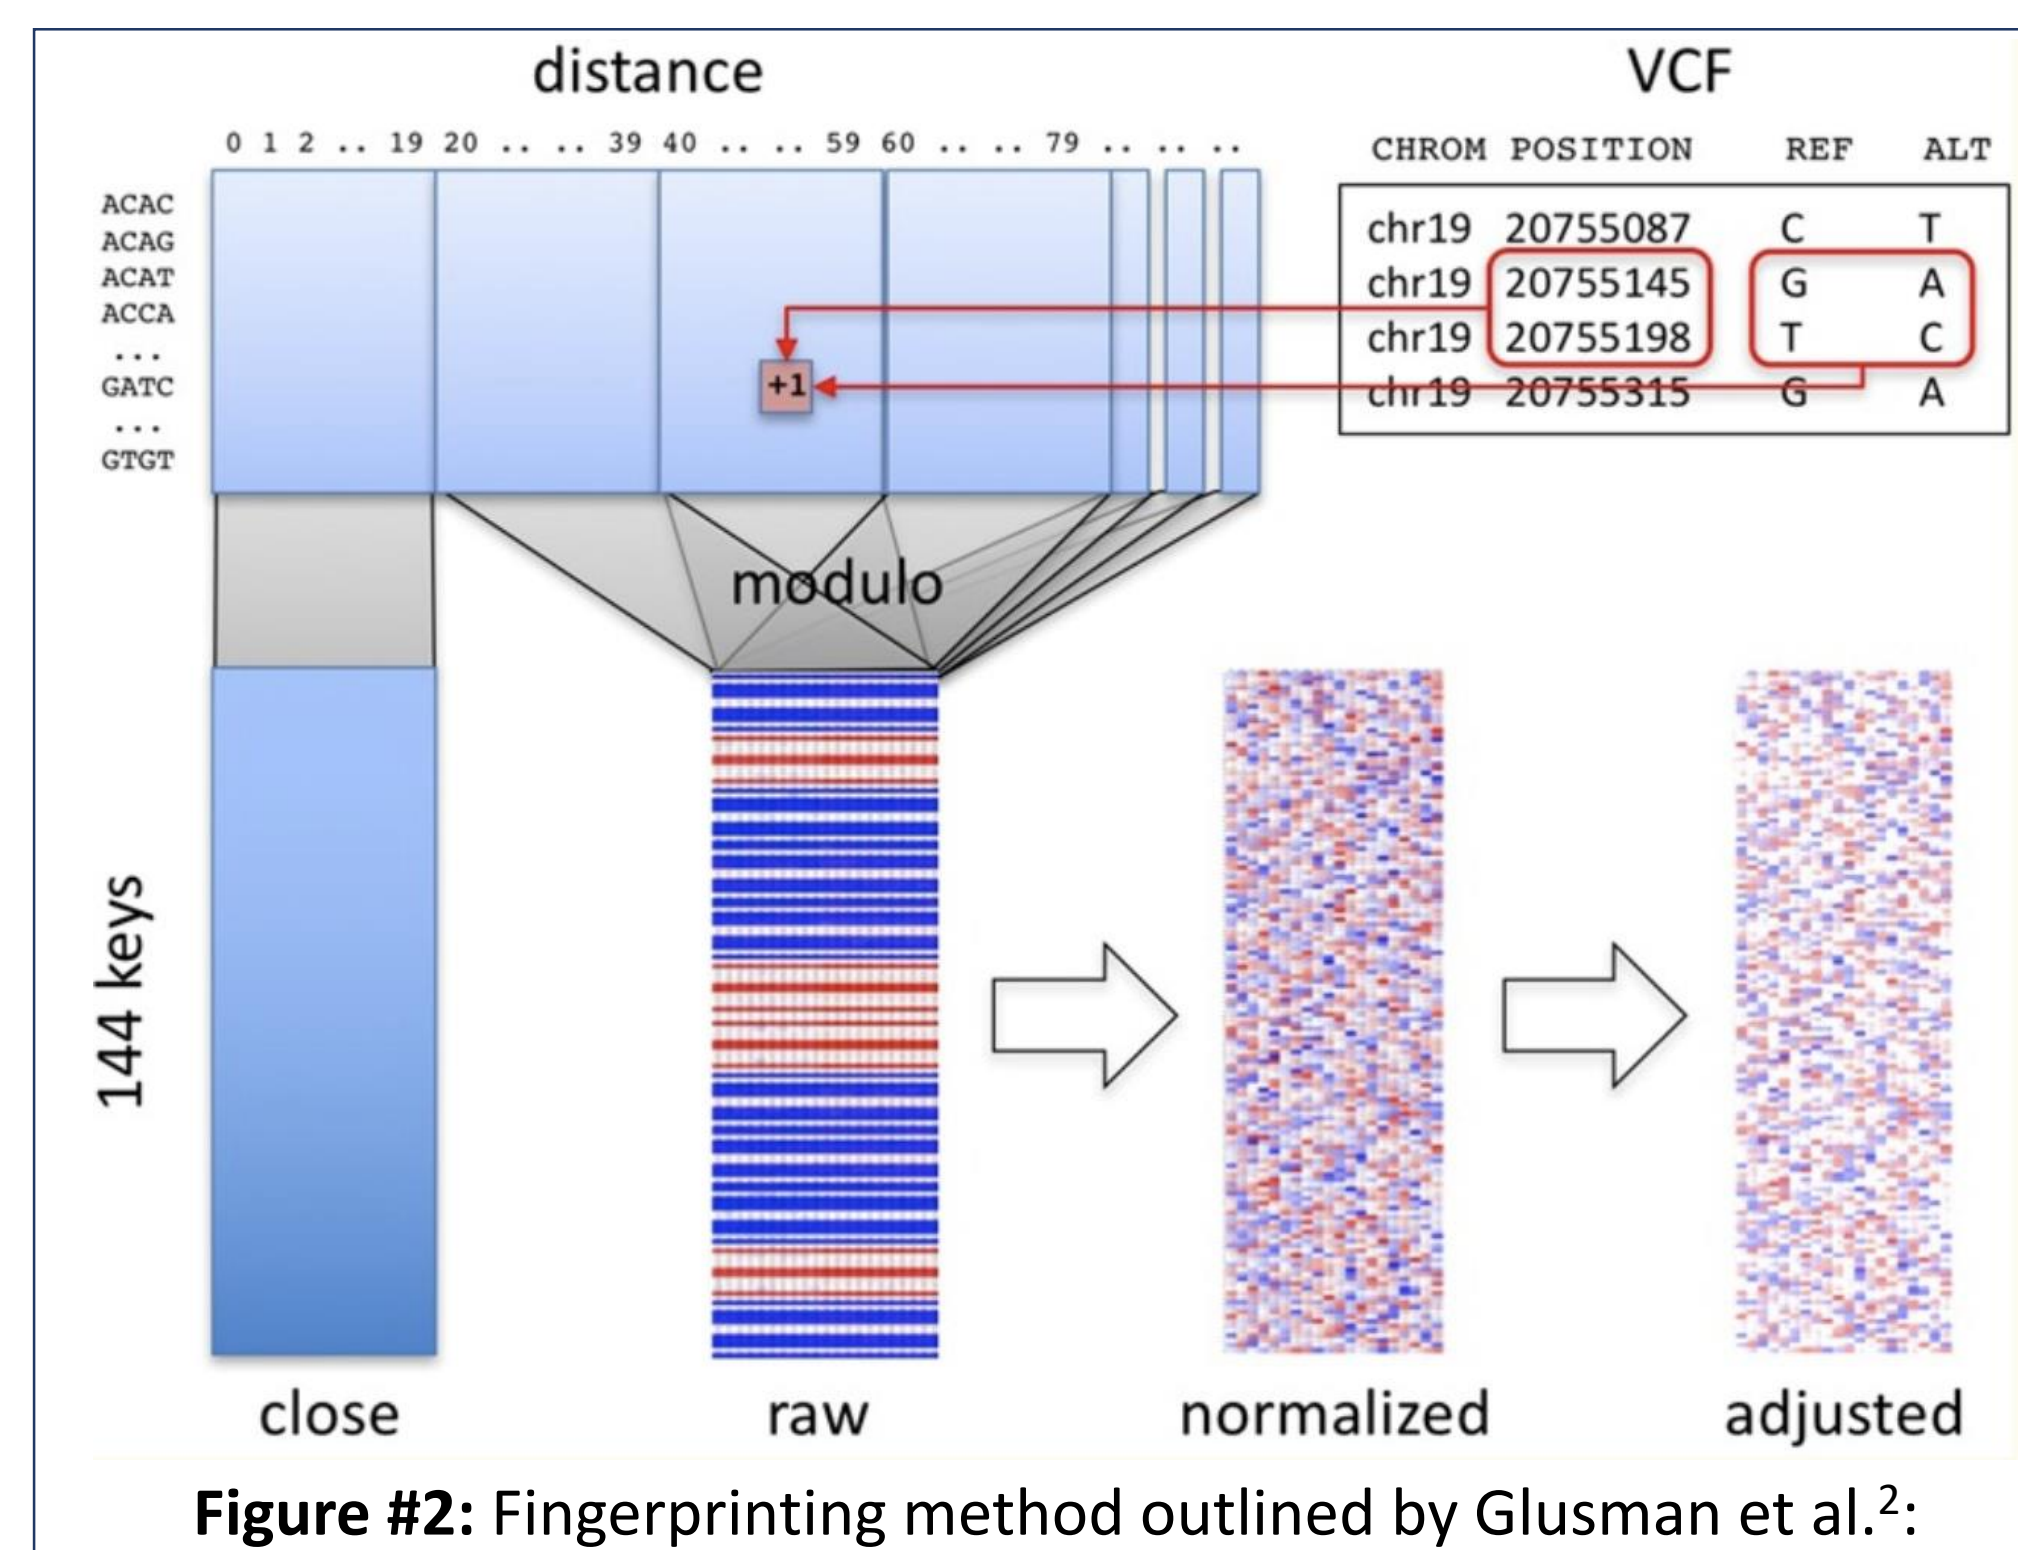 distance
VCF
0 1 2 .. 19 20 .. .. 39 40 .. .. 59 60 .. .. 79 .. .. ..
CHROM POSITION REF ALT
ACAC
ACAG
ACAT
ACCA
...
GATC
...
GTGT
+1
chr19 20755087 C T
chr19 20755145 G A
chr19 20755198 T C
chr19 20755315 G A
modulo
144 keys
close
raw
normalized
adjusted
Figure #2: Fingerprinting method outlined by Glusman et al.²: